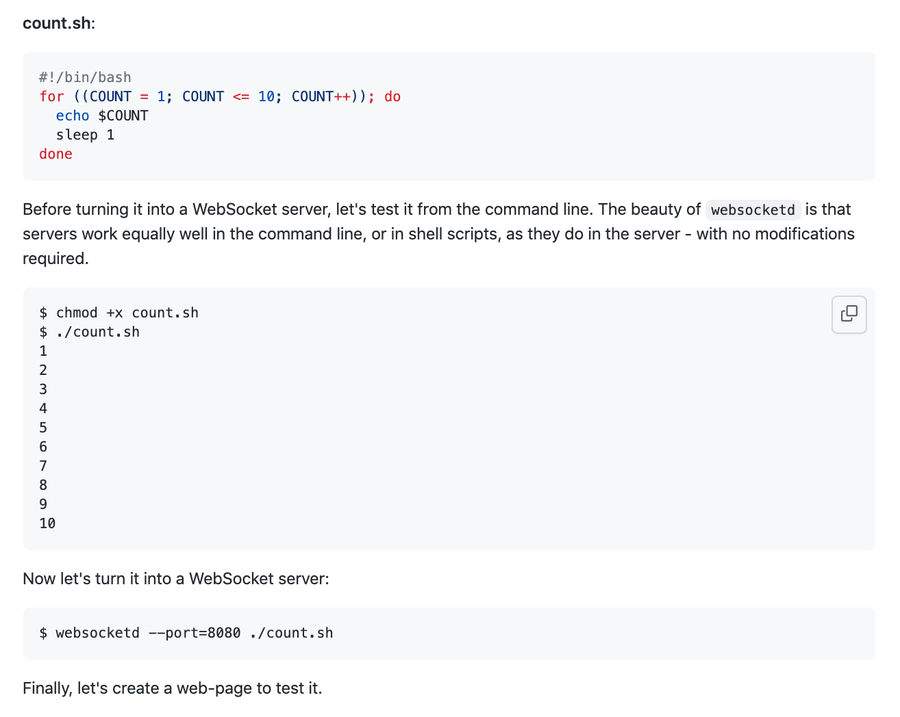 count.sh:
#!/bin/bash
for ((COUNT = 1; COUNT <= 10; COUNT++)); do
  echo $COUNT
  sleep 1
done
Before turning it into a WebSocket server, let's test it from the command line. The beauty of websocketd is that
servers work equally well in the command line, or in shell scripts, as they do in the server - with no modifications
required.
$ chmod +x count.sh
$ ./count.sh
1
2
3
4
5
6
7
8
9
10
Now let's turn it into a WebSocket server:
$ websocketd --port=8080 ./count.sh
Finally, let's create a web-page to test it.